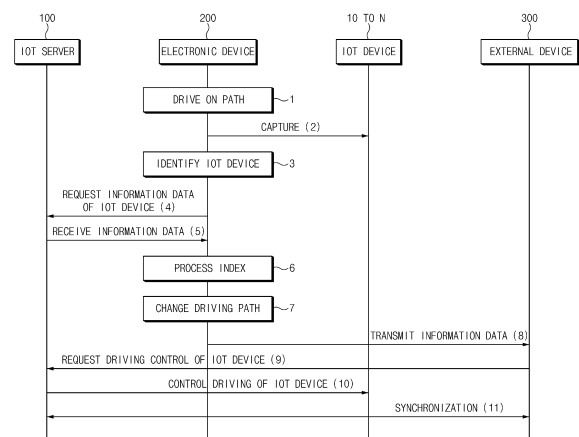 100 200 10 TO N 300
IOT SERVER ELECTRONIC DEVICE IOT DEVICE EXTERNAL DEVICE
DRIVE ON PATH 1
CAPTURE (2)
IDENTIFY IOT DEVICE 3
REQUEST INFORMATION DATA
OF IOT DEVICE (4)
RECEIVE INFORMATION DATA (5)
PROCESS INDEX 6
CHANGE DRIVING PATH 7
TRANSMIT INFORMATION DATA (8)
REQUEST DRIVING CONTROL OF IOT DEVICE (9)
CONTROL DRIVING OF IOT DEVICE (10)
SYNCHRONIZATION (11)